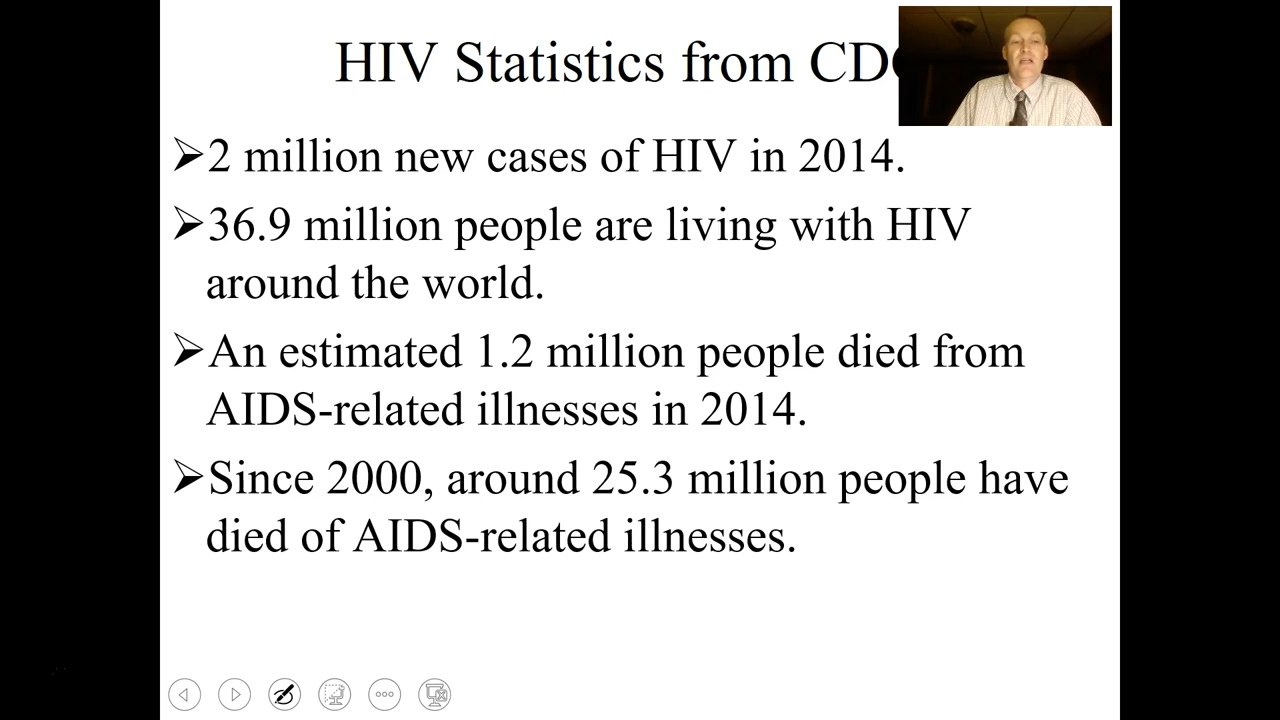 HIV Statistics from CD
➢2 million new cases of HIV in 2014.
➢36.9 million people are living with HIV
around the world.
➢An estimated 1.2 million people died from
AIDS-related illnesses in 2014.
➢Since 2000, around 25.3 million people have
died of AIDS-related illnesses.